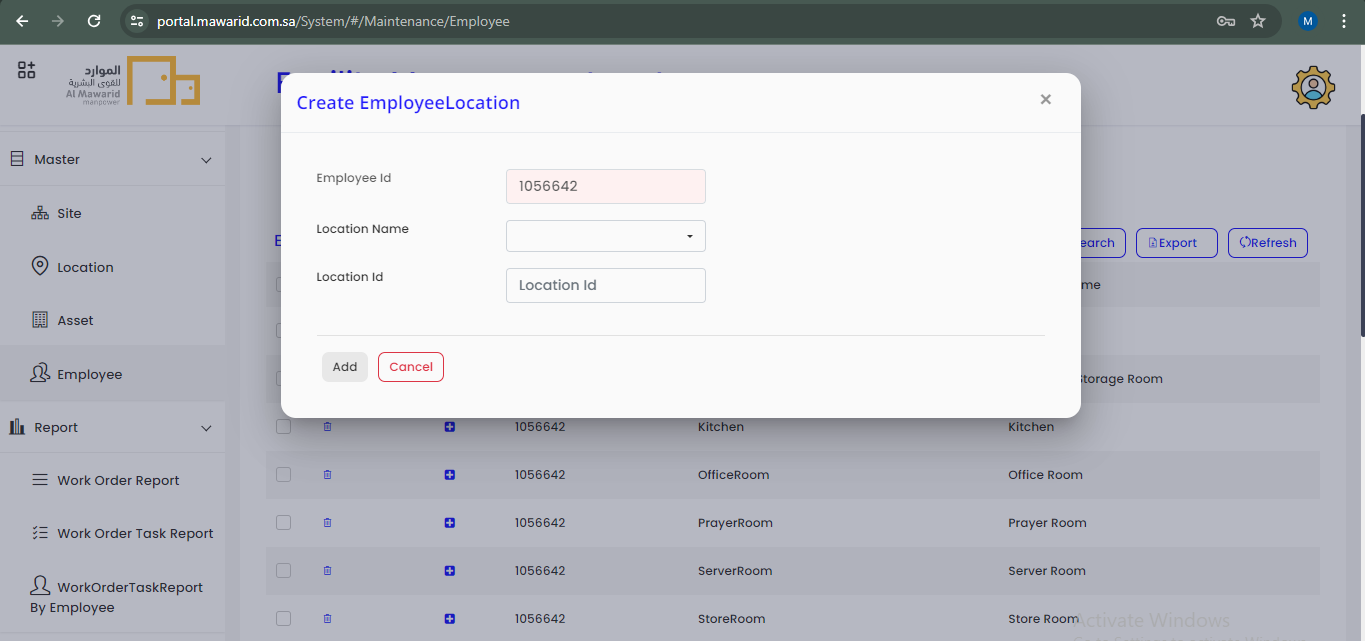 portal.mawarid.com.sa/System/#/Maintenance/Employee
M
الموارد
للقوى البشرية
Al Mawarid
manpower
Create EmployeeLocation
×
Master
Employee Id
1056642
Site
Location Name
Location Id
Location Id
Location
Export
Refresh
Asset
Add
Cancel
Employee
Storage Room
Report
1056642
Kitchen
Kitchen
Work Order Report
1056642
OfficeRoom
Office Room
Work Order Task Report
1056642
PrayerRoom
Prayer Room
WorkOrderTaskReport
By Employee
1056642
ServerRoom
Server Room
1056642
StoreRoom
Store Room
Activate Windows